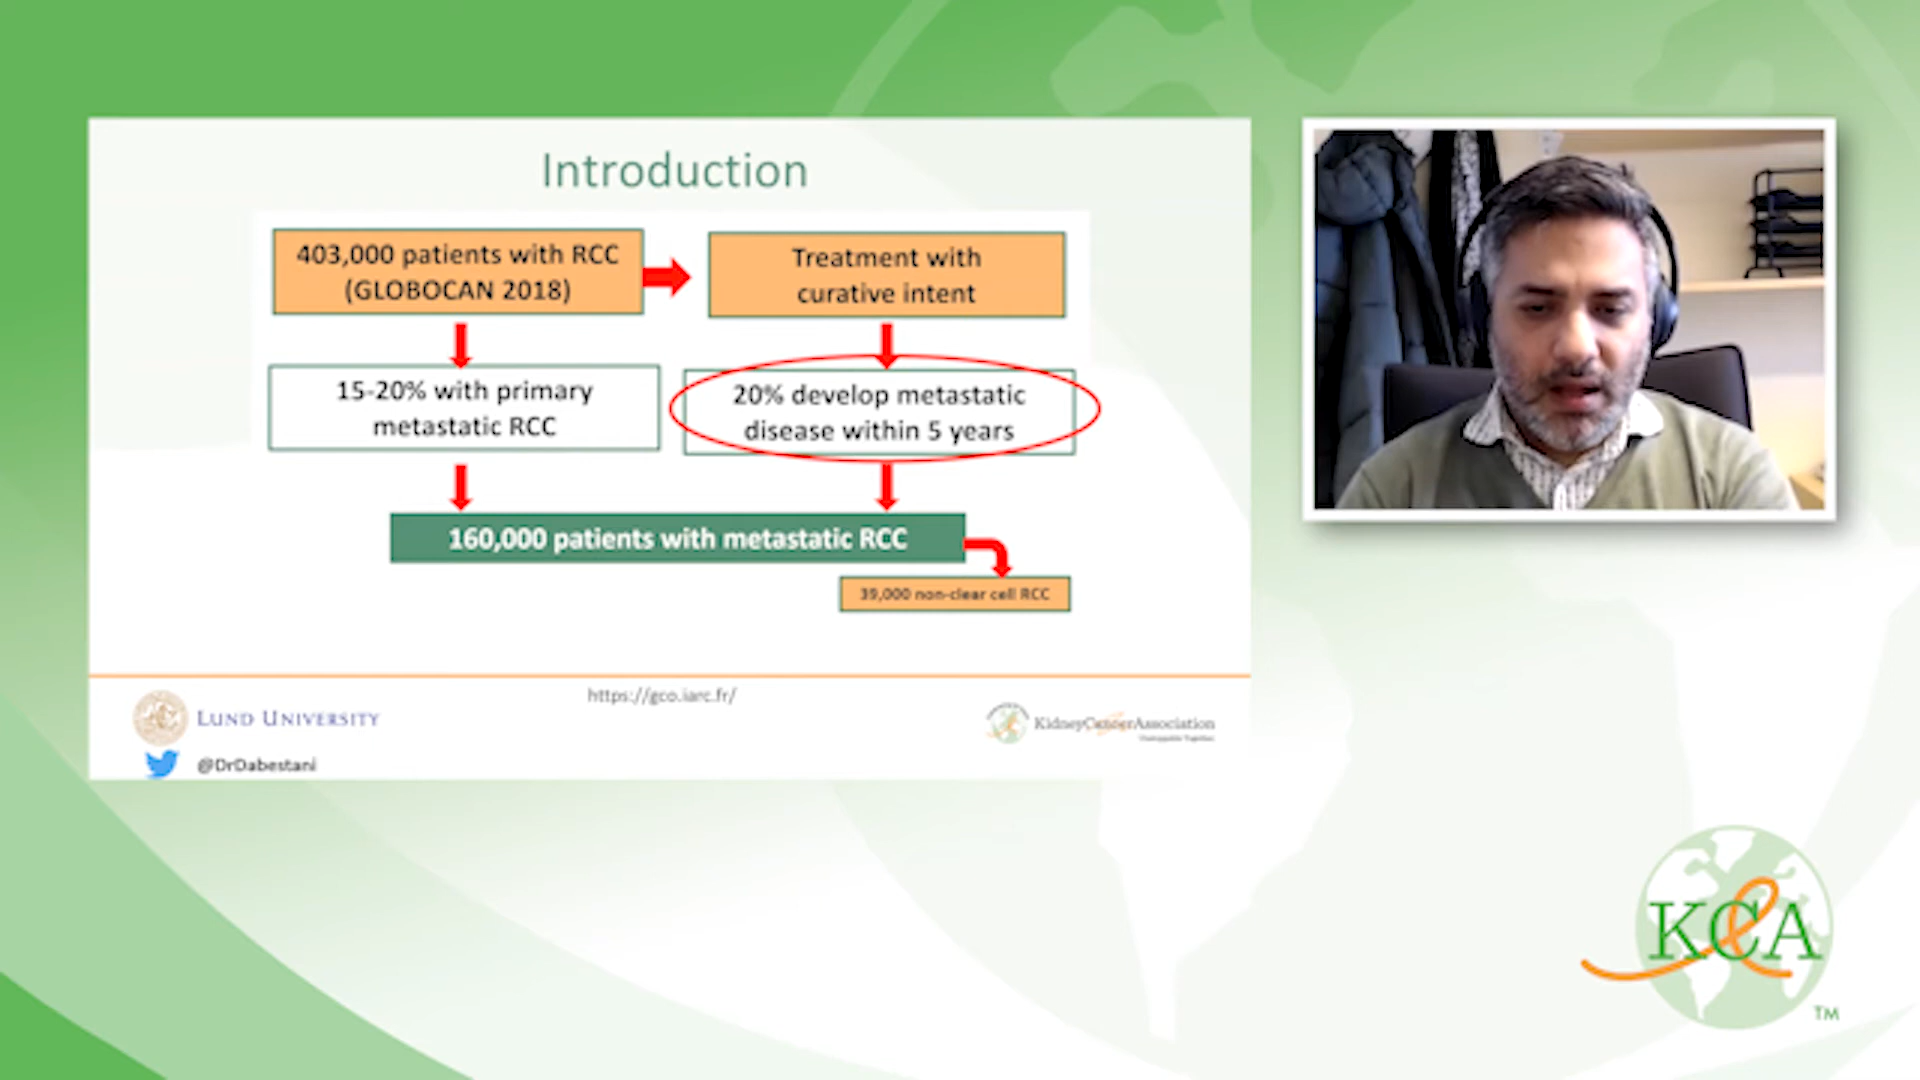 Introduction
403,000 patients with RCC
(GLOBOCAN 2018)
Treatment with
curative intent
15-20% with primary
metastatic RCC
20% develop metastatic
disease within 5 years
160,000 patients with metastatic RCC
39,000 non-clear cell RCC
https://gco.iarc.fr/
LUND UNIVERSITY
KidneyCancerAssociation
@DrDabestani
KCA
TM